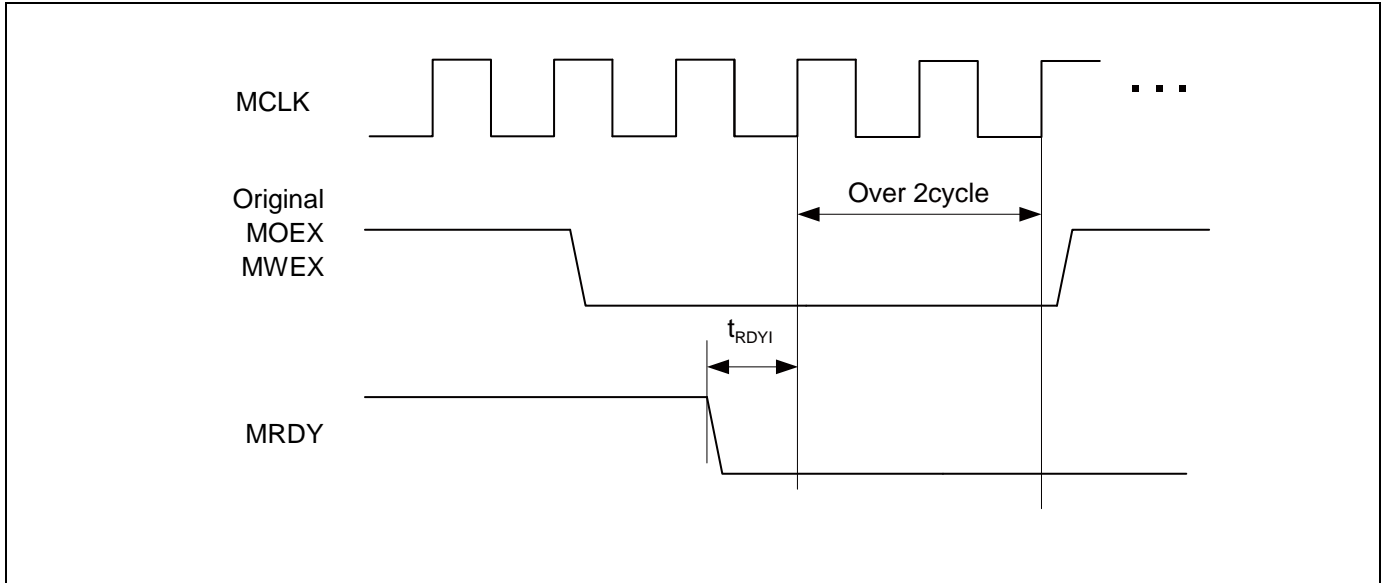 MCLK
Original
MOEX
MWEX
Over 2cycle
tRDYI
MRDY